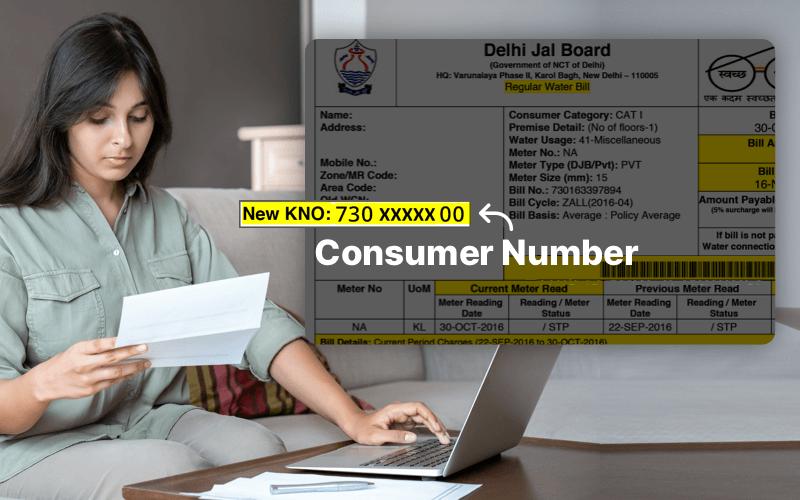 Delhi Jal Board
(Government of NCT of Delhi)
HQ: Varunalaya Phase II, Karol Bagh, New Delhi – 110005
Regular Water Bill
स्वच्छ
एक कदम स्वच्छता
Name:
Address:
Mobile No.:
Zone/MR Code:
Area Code:
Old WCN:
New KNO: 730 XXXXX 00
Consumer Number
Consumer Category: CAT I
Premise Detail: (No of floors-1)
Water Usage: 41-Miscellaneous
Meter No.: NA
Meter Type (DJB/Pvt): PVT
Meter Size (mm): 15
Bill No.: 730163397894
Bill Cycle: ZALL(2016-04)
Bill Basis: Average : Policy Average
30-
Bill A
Bill
16-N
Amount Payabl
(5% surcharge will
If bill is not pa
Water connectio
Meter No UoM Current Meter Read Previous Meter Read
Meter Reading Date Reading / Meter Status Meter Reading Date Reading / Meter Status
NA KL 30-OCT-2016 / STP 22-SEP-2016 / STP
Bill Details: Current Period Charges (22-SEP-2016 to 30-OCT-2016)